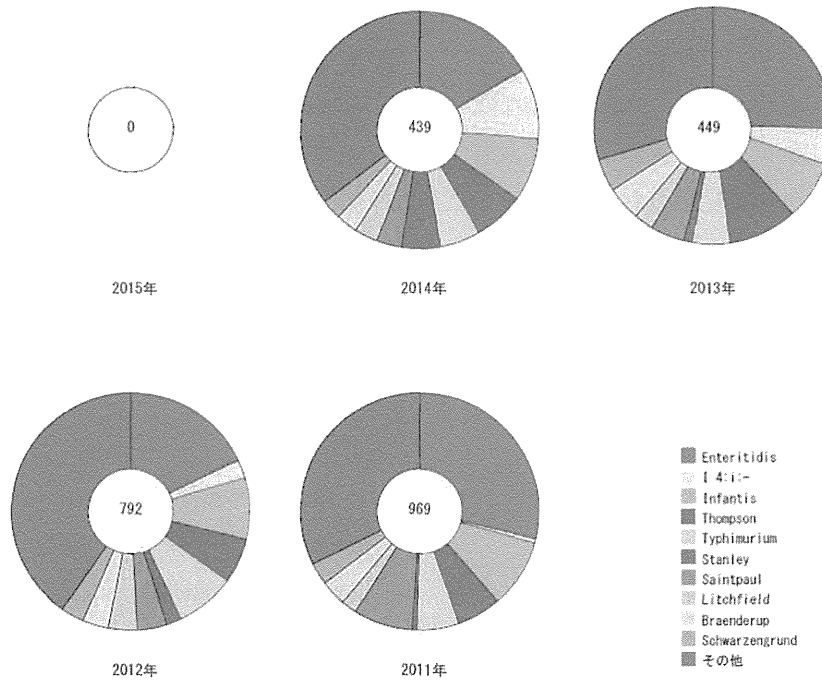 0
439
449
2015年
2014年
2013年
792
969
2012年
2011年
Enteritidis
I 4:i:-
Infantis
Thompson
Typhimurium
Stanley
Saintpaul
Litchfield
Braenderup
Schwarzengrund
その他